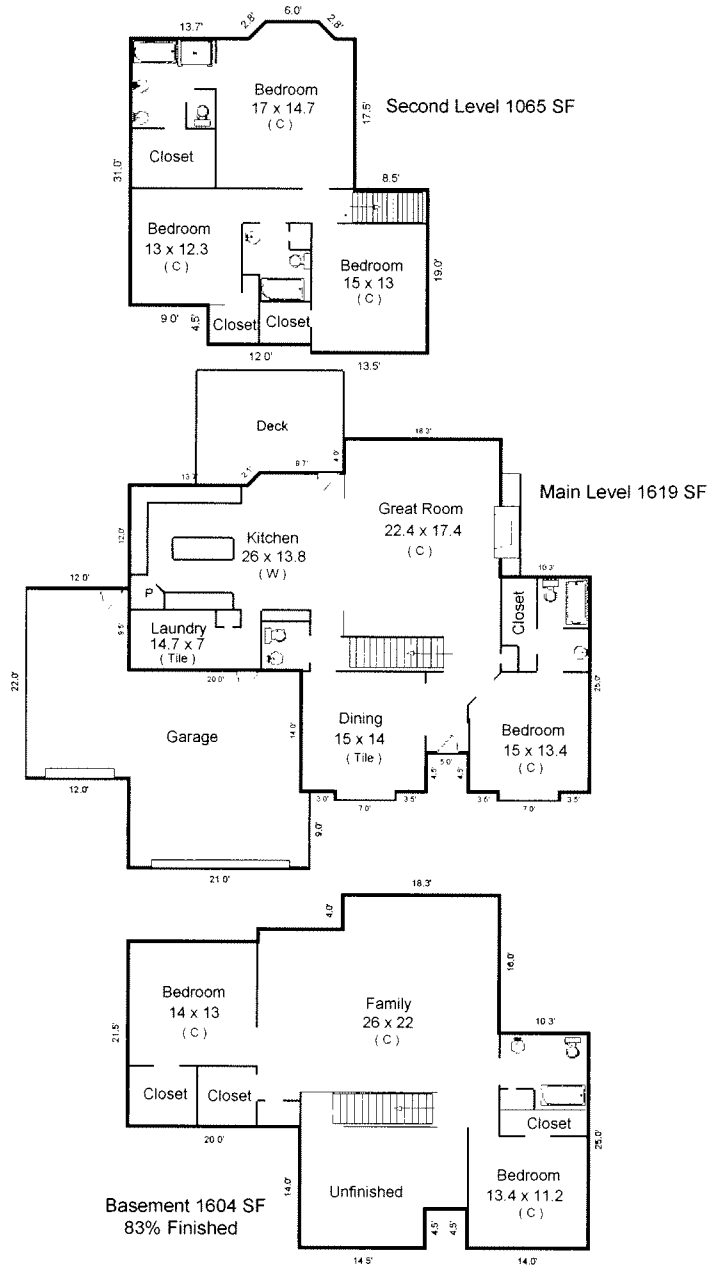 6.0'
2.8'
2.8'
13.7'
Bedroom
17 x 14.7
( C )
Second Level 1065 SF
17.5'
Closet
31.0'
8.5'
Bedroom
13 x 12.3
( C )
Bedroom
15 x 13
( C )
19.0'
9.0'
4.5'
Closet
Closet
12.0'
13.5'
Deck
18.3'
4.0'
9.7'
2.1'
Main Level 1619 SF
Great Room
22.4 x 17.4
( C )
12.0'
Kitchen
26 x 13.8
( W )
10.3'
12.0'
P
Closet
9.5'
Laundry
14.7 x 7
( Tile )
20.0'
22.0'
25.0'
14.0'
Garage
Dining
15 x 14
( Tile )
Bedroom
15 x 13.4
( C )
5.0'
4.5'
4.5'
12.0'
3.0'
7.0'
3.5'
3.5'
7.0'
3.5'
9.0'
21.0'
18.3'
4.0'
16.0'
Bedroom
14 x 13
( C )
Family
26 x 22
( C )
21.5'
10.3'
Closet
Closet
Closet
20.0'
25.0'
14.0'
Unfinished
Bedroom
13.4 x 11.2
( C )
Basement 1604 SF
83% Finished
4.5'
4.5'
14.5'
14.0'